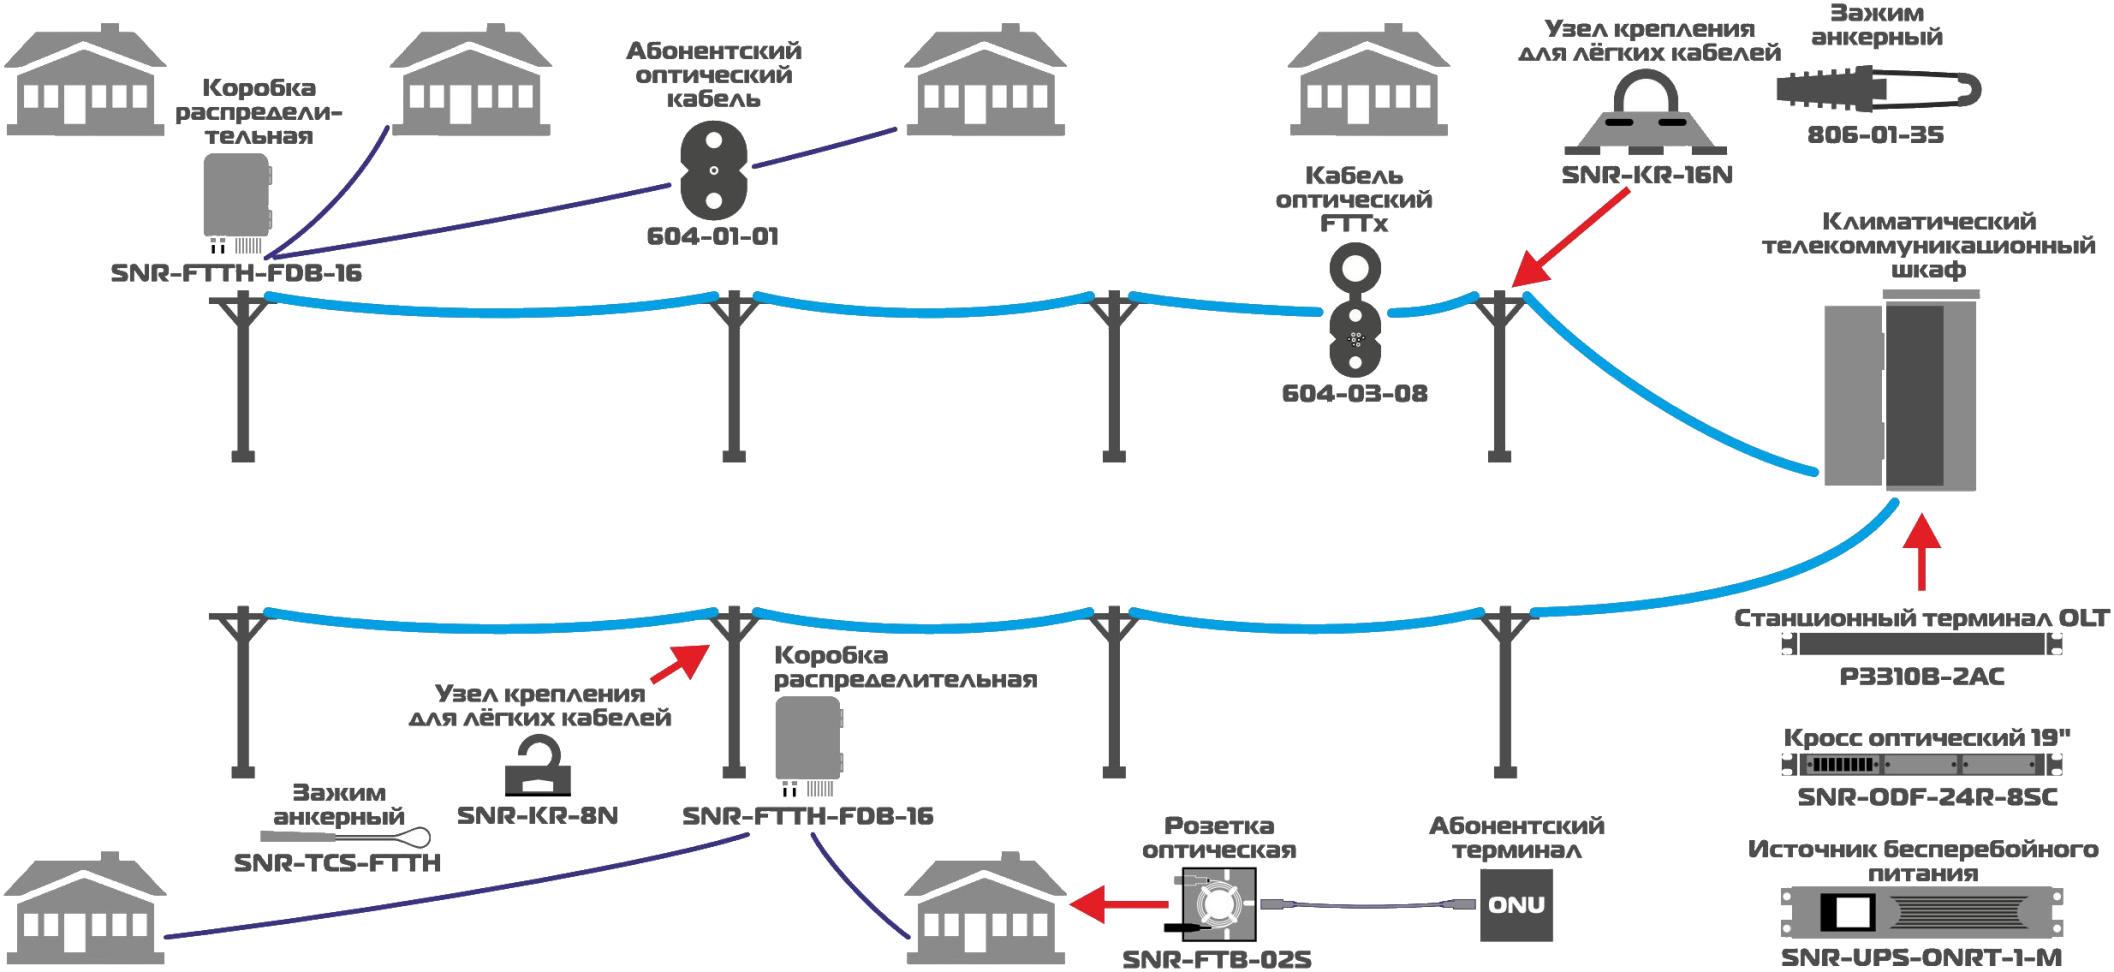 Коробка
распредели-
тельная
SNR-FTTH-FDB-16
Абонентский
оптический
кабель
604-01-01
Кабель
оптический
FTTx
604-03-08
Узел крепления
для лёгких кабелей
SNR-KR-16N
Зажим
анкерный
806-01-35
Климатический
телекоммуникационный
шкаф
Станционный терминал OLT
P3310B-2AC
Кросс оптический 19"
SNR-ODF-24R-8SC
Источник бесперебойного
питания
SNR-UPS-ONRT-1-M
Узел крепления
для лёгких кабелей
SNR-KR-8N
Зажим
анкерный
SNR-TCS-FTTH
Коробка
распределительная
SNR-FTTH-FDB-16
Розетка
оптическая
SNR-FTB-02S
Абонентский
терминал
ONU